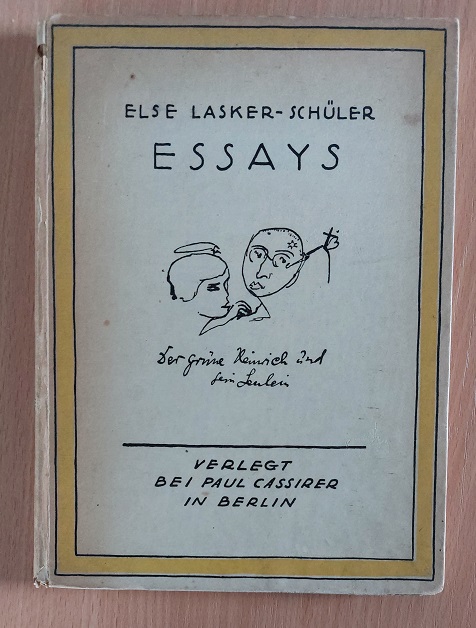 ELSE LASKER-SCHÜLER
ESSAYS
Der grüne Heinrich und
sein
VERLEGT
BEI PAUL CASSIRER
IN BERLIN